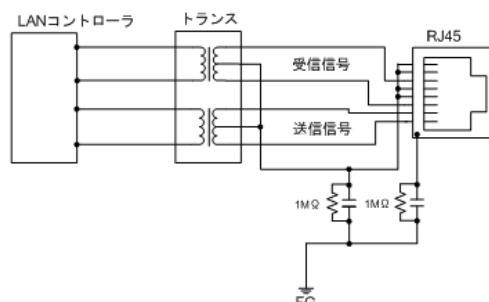 LANコントローラ
トランス
RJ45
受信信号
送信信号
1MΩ
1MΩ
FG